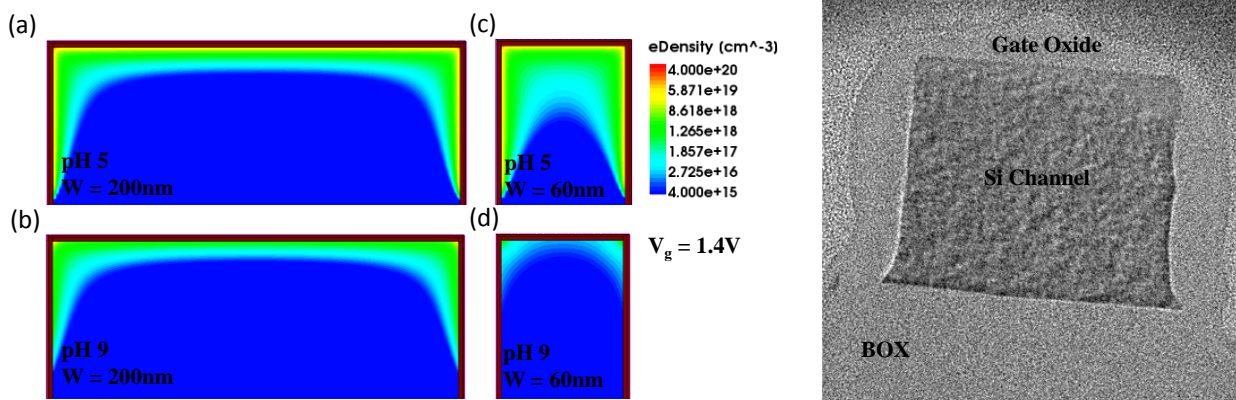 (a)
pH 5
W = 200nm
(c)
pH 5
W = 60nm
eDensity (cm^-3)
4.000e+20
5.871e+19
8.618e+18
1.265e+18
1.857e+17
2.725e+16
4.000e+15
(b)
pH 9
W = 200nm
(d)
pH 9
W = 60nm
Vg = 1.4V
Gate Oxide
Si Channel
BOX